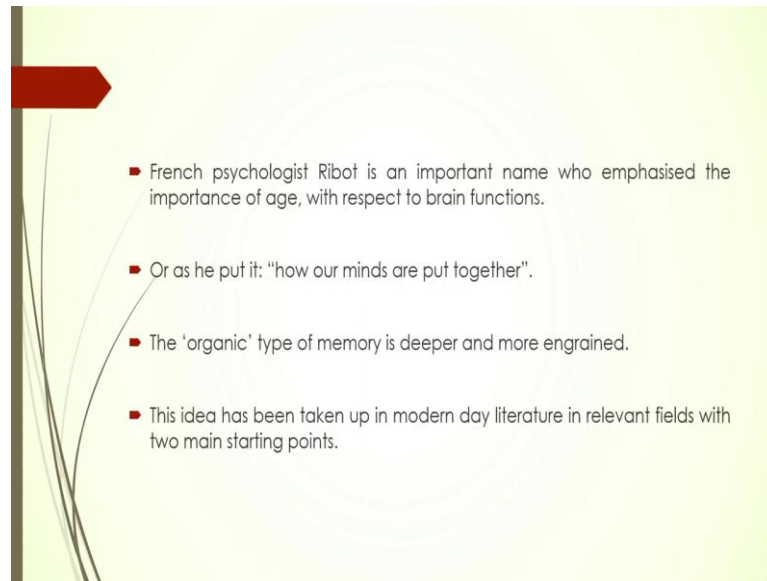 French psychologist Ribot is an important name who emphasised the
importance of age, with respect to brain functions.
Or as he put it: “how our minds are put together”.
The ‘organic’ type of memory is deeper and more engrained.
This idea has been taken up in modern day literature in relevant fields with
two main starting points.